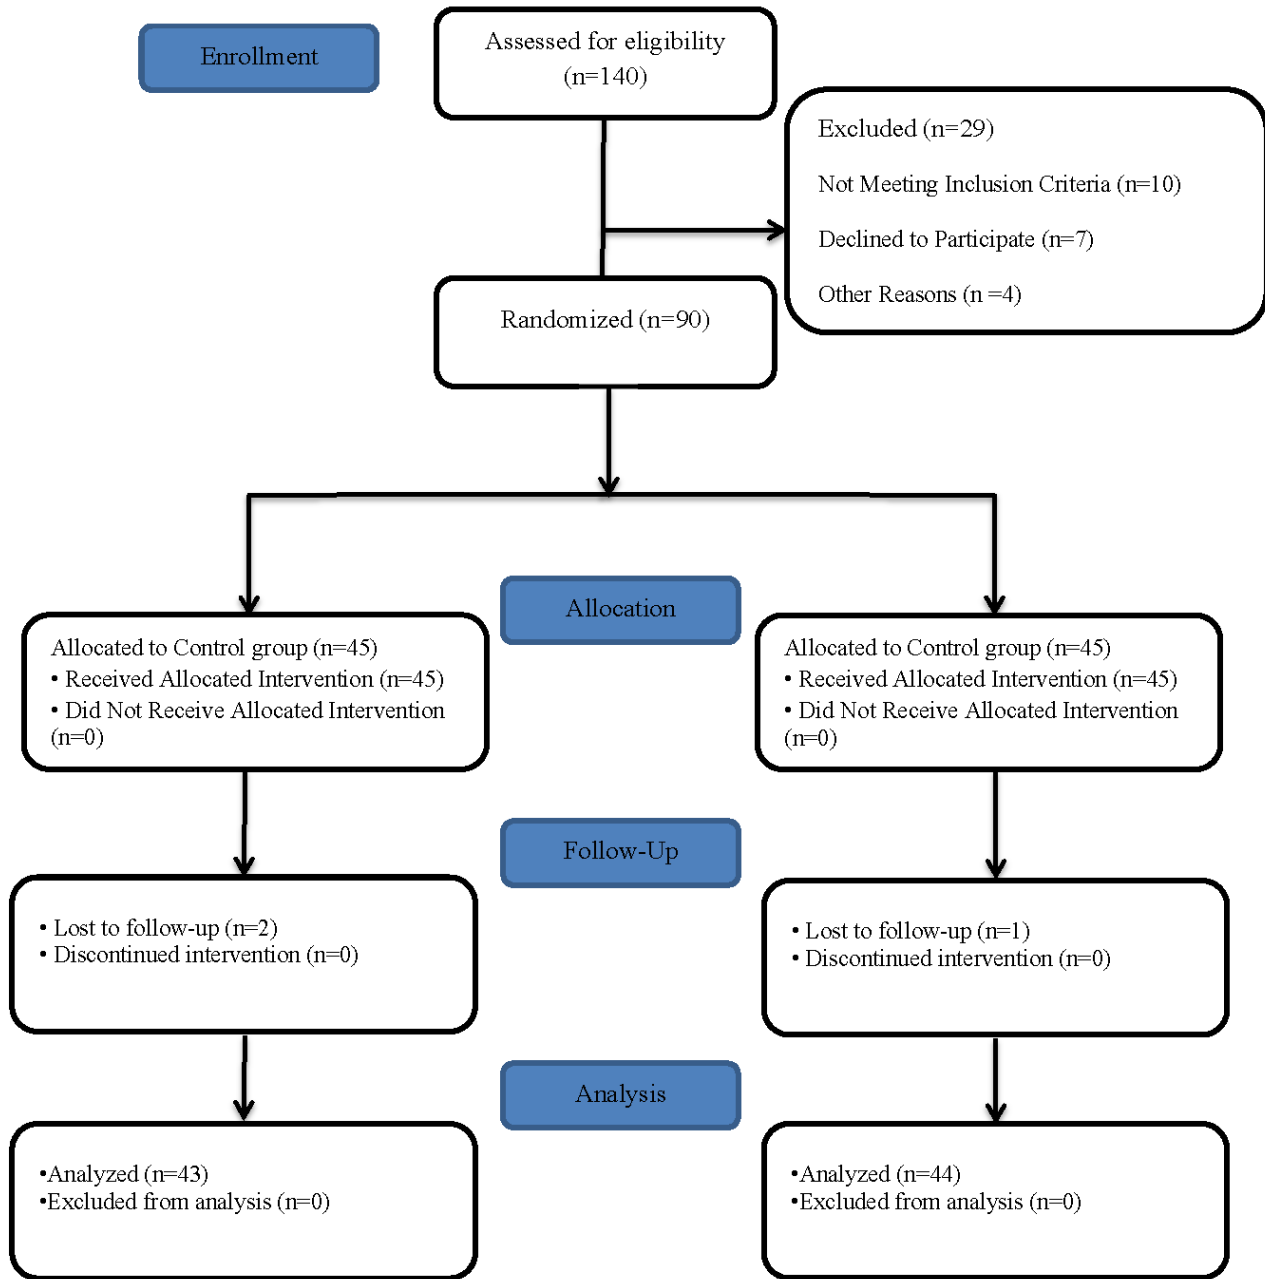 Enrollment
Assessed for eligibility
(n=140)
Excluded (n=29)
Not Meeting Inclusion Criteria (n=10)
Declined to Participate (n=7)
Other Reasons (n =4)
Randomized (n=90)
Allocation
Allocated to Control group (n=45)
• Received Allocated Intervention (n=45)
• Did Not Receive Allocated Intervention
(n=0)
Allocated to Control group (n=45)
• Received Allocated Intervention (n=45)
• Did Not Receive Allocated Intervention
(n=0)
Follow-Up
• Lost to follow-up (n=2)
• Discontinued intervention (n=0)
• Lost to follow-up (n=1)
• Discontinued intervention (n=0)
Analysis
•Analyzed (n=43)
•Excluded from analysis (n=0)
•Analyzed (n=44)
•Excluded from analysis (n=0)